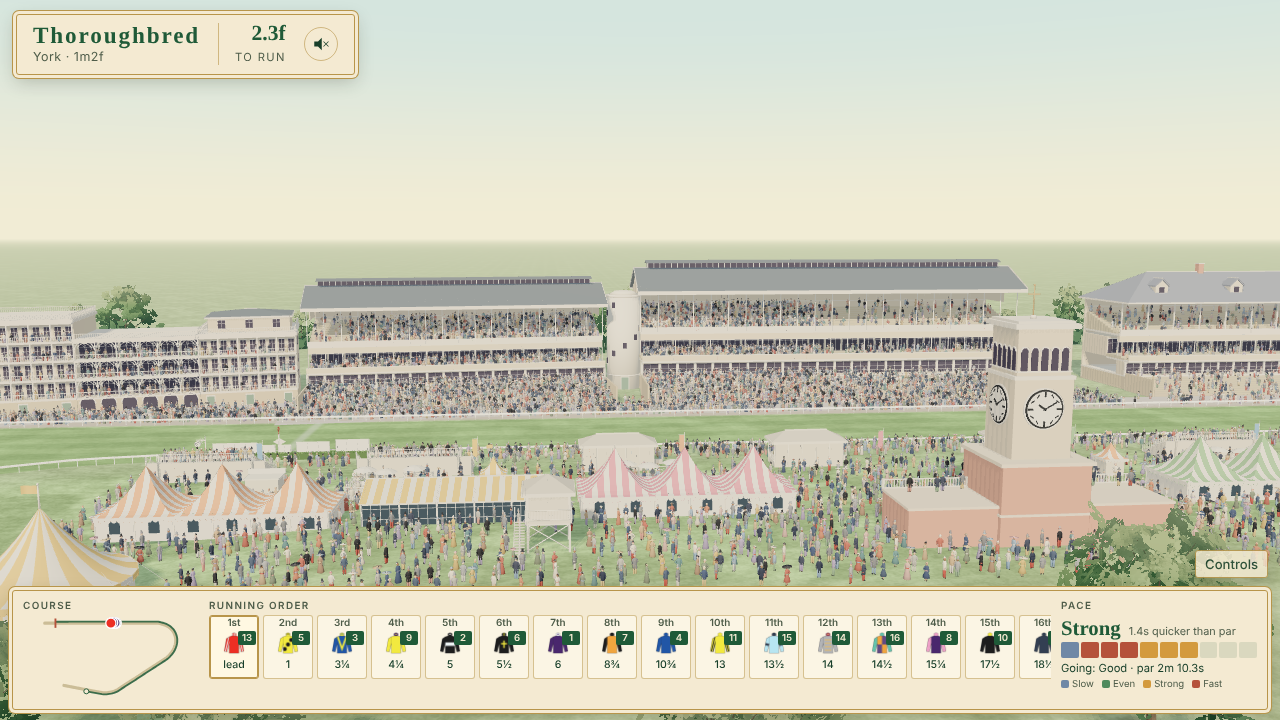 Thoroughbred
York · 1m2f
2.3f
TO RUN
Controls
COURSE
RUNNING ORDER
1st 2nd 3rd 4th 5th 6th 7th 8th 9th 10th 11th 12th 13th 14th 15th 16th
13 5 3 9 2 6 1 7 4 11 15 14 16 8 10
lead 1 3¼ 4¼ 5 5½ 6 8¾ 10¾ 13 13½ 14 14½ 15¼ 17½
PACE
Strong 1.4s quicker than par
Going: Good · par 2m 10.3s
Slow Even Strong Fast